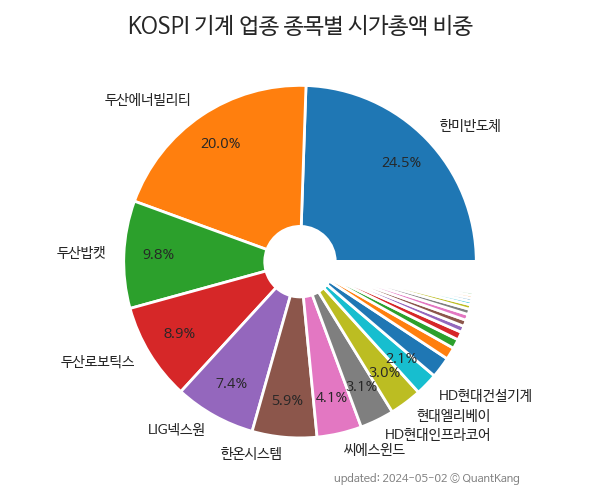 KOSPI 기계 업종 종목별 시가총액 비중
한미반도체
24.5%
두산에너빌리티
20.0%
두산밥캣
9.8%
두산로보틱스
8.9%
LIG넥스원
7.4%
한온시스템
5.9%
씨에스윈드
4.1%
HD현대인프라코어
3.1%
현대엘리베이
3.0%
HD현대건설기계
2.1%
updated: 2024-05-02 ⓒ QuantKang